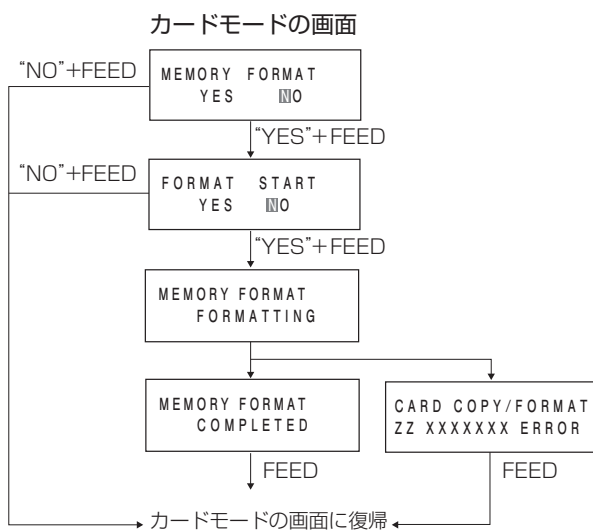 カードモードの画面
“NO”+FEED
MEMORY FORMAT
YES NO
“YES”+FEED
“NO”+FEED
FORMAT START
YES NO
“YES”+FEED
MEMORY FORMAT
FORMATTING
MEMORY FORMAT
COMPLETED
CARD COPY/FORMAT
ZZ XXXXXXX ERROR
FEED
FEED
カードモードの画面に復帰